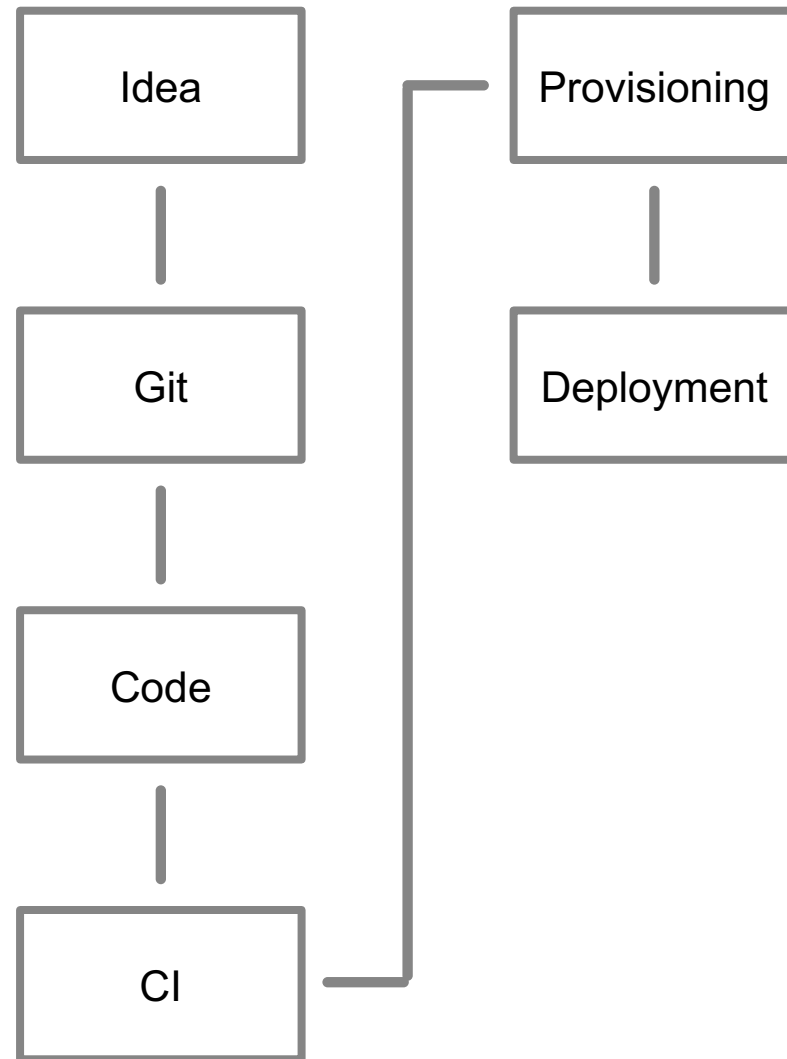 Idea
Git
Code
CI
Provisioning
Deployment